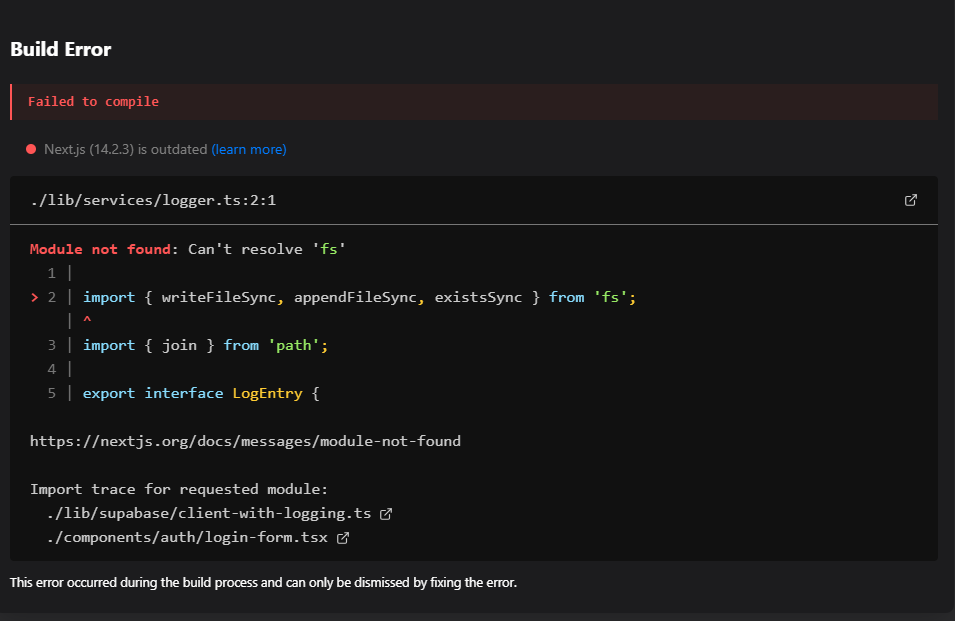 Build Error
Failed to compile
Next.js (14.2.3) is outdated (learn more)
./lib/services/logger.ts:2:1
Module not found: Can't resolve 'fs'
1 |
> 2 | import { writeFileSync, appendFileSync, existsSync } from 'fs';
| ^
3 | import { join } from 'path';
4 |
5 | export interface LogEntry {
https://nextjs.org/docs/messages/module-not-found
Import trace for requested module:
./lib/supabase/client-with-logging.ts
./components/auth/login-form.tsx
This error occurred during the build process and can only be dismissed by fixing the error.